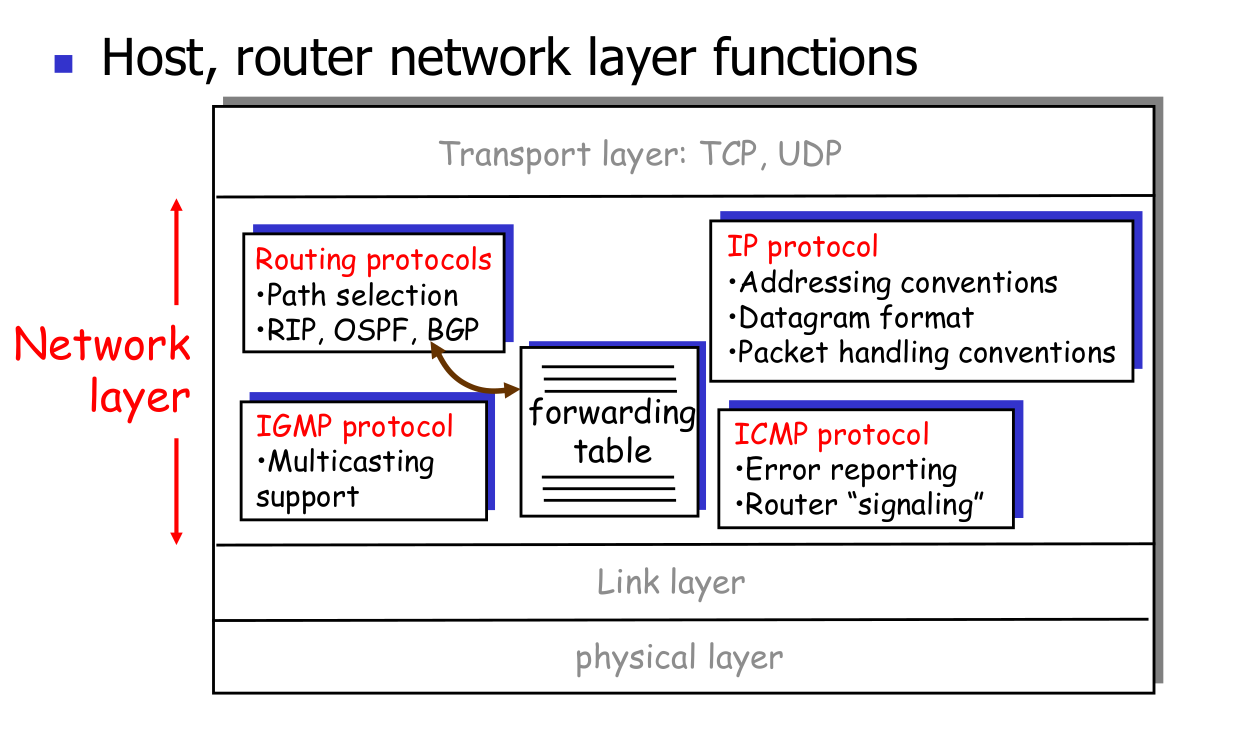 Host, router network layer functions
Transport layer: TCP, UDP
Network
layer
Routing protocols
•Path selection
•RIP, OSPF, BGP
IP protocol
•Addressing conventions
•Datagram format
•Packet handling conventions
IGMP protocol
•Multicasting
support
forwarding
table
ICMP protocol
•Error reporting
•Router “signaling”
Link layer
physical layer